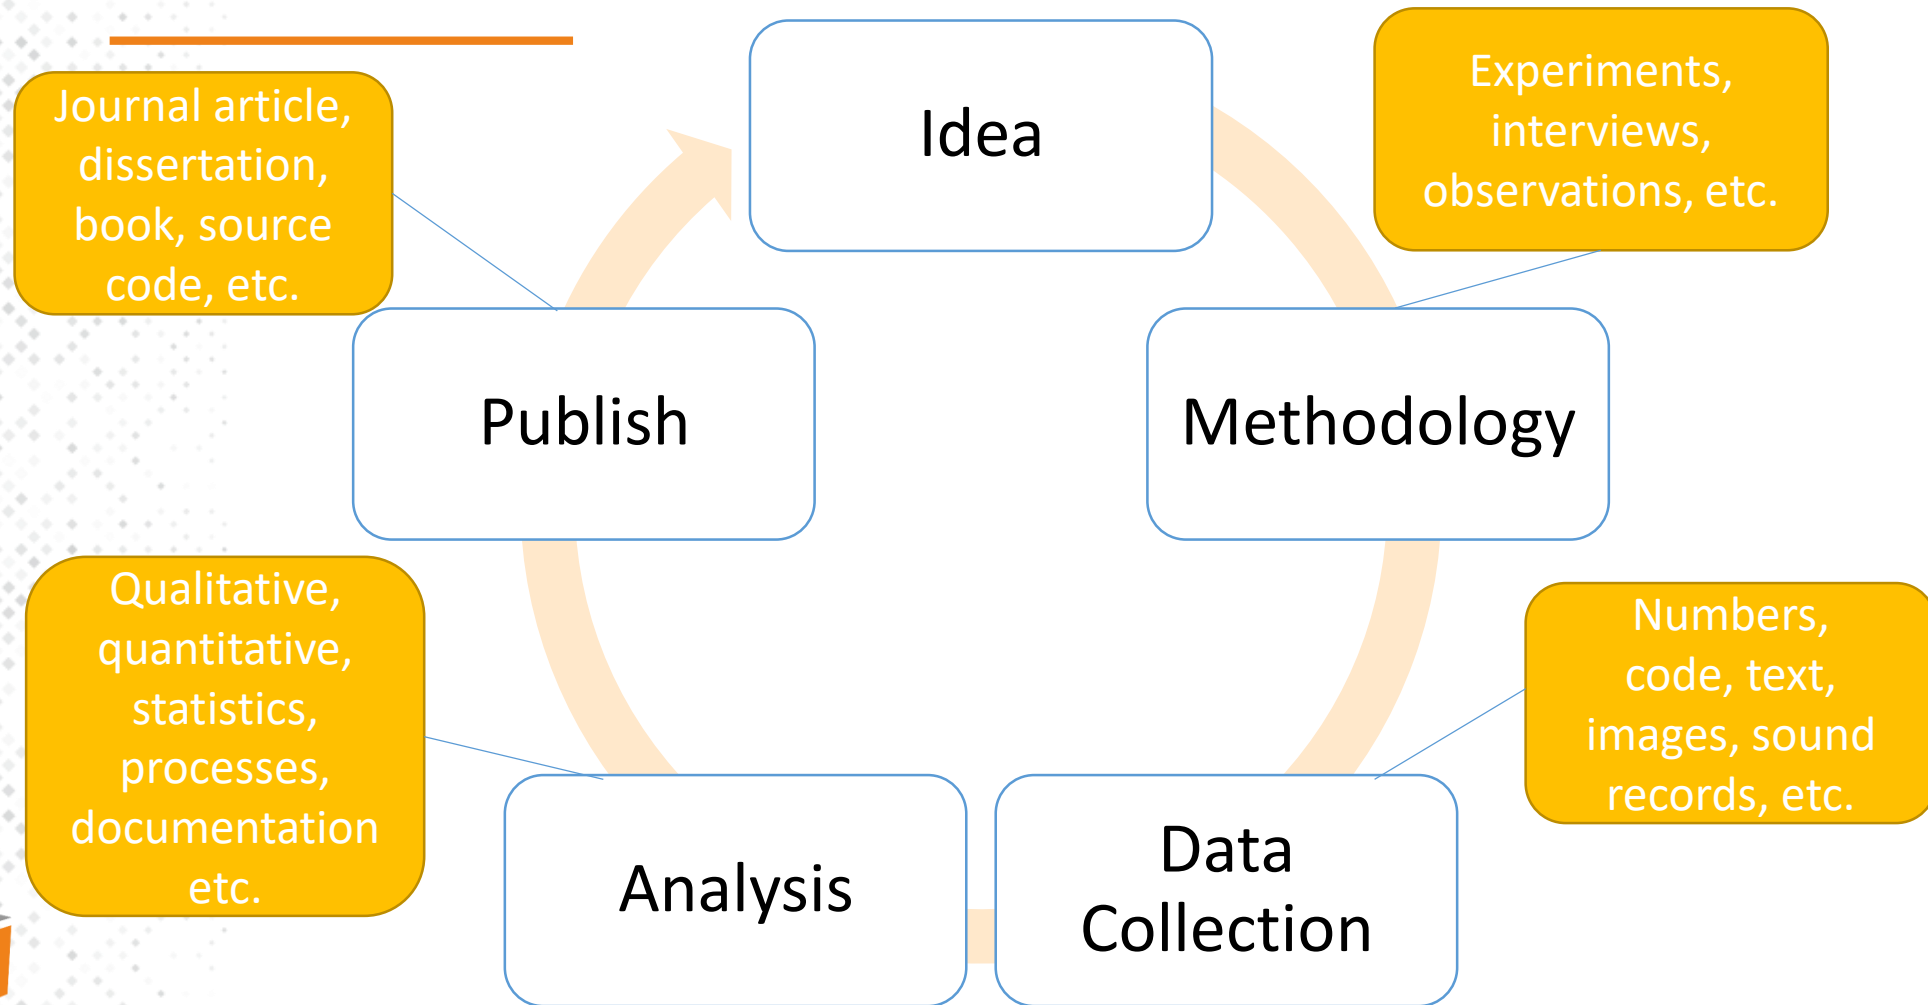 Idea
Experiments,
interviews,
observations, etc.
Methodology
Numbers,
code, text,
images, sound
records, etc.
Data
Collection
Analysis
Qualitative,
quantitative,
statistics,
processes,
documentation
etc.
Publish
Journal article,
dissertation,
book, source
code, etc.